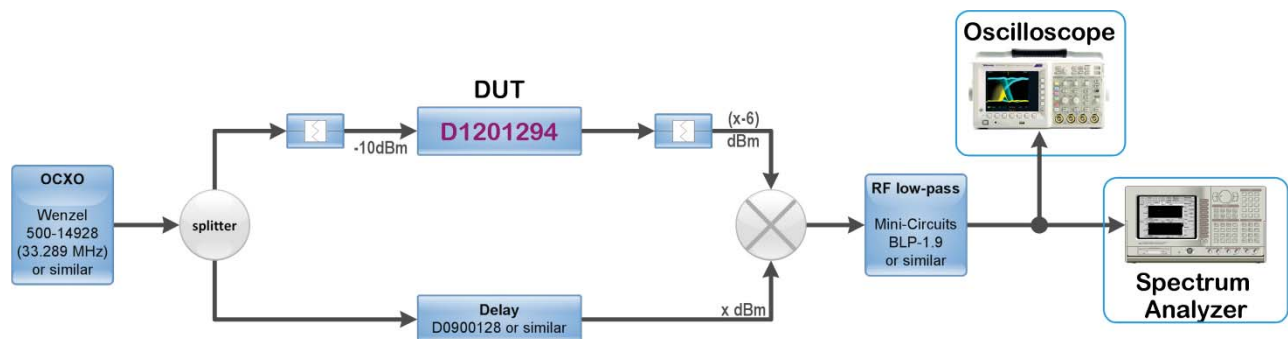 Oscilloscope
DUT
D1201294
-10dBm
(x-6)
dBm
OCXO
Wenzel
500-14928
(33.289 MHz)
or similar
splitter
RF low-pass
Mini-Circuits
BLP-1.9
or similar
Delay
D0900128 or similar
x dBm
Spectrum
Analyzer